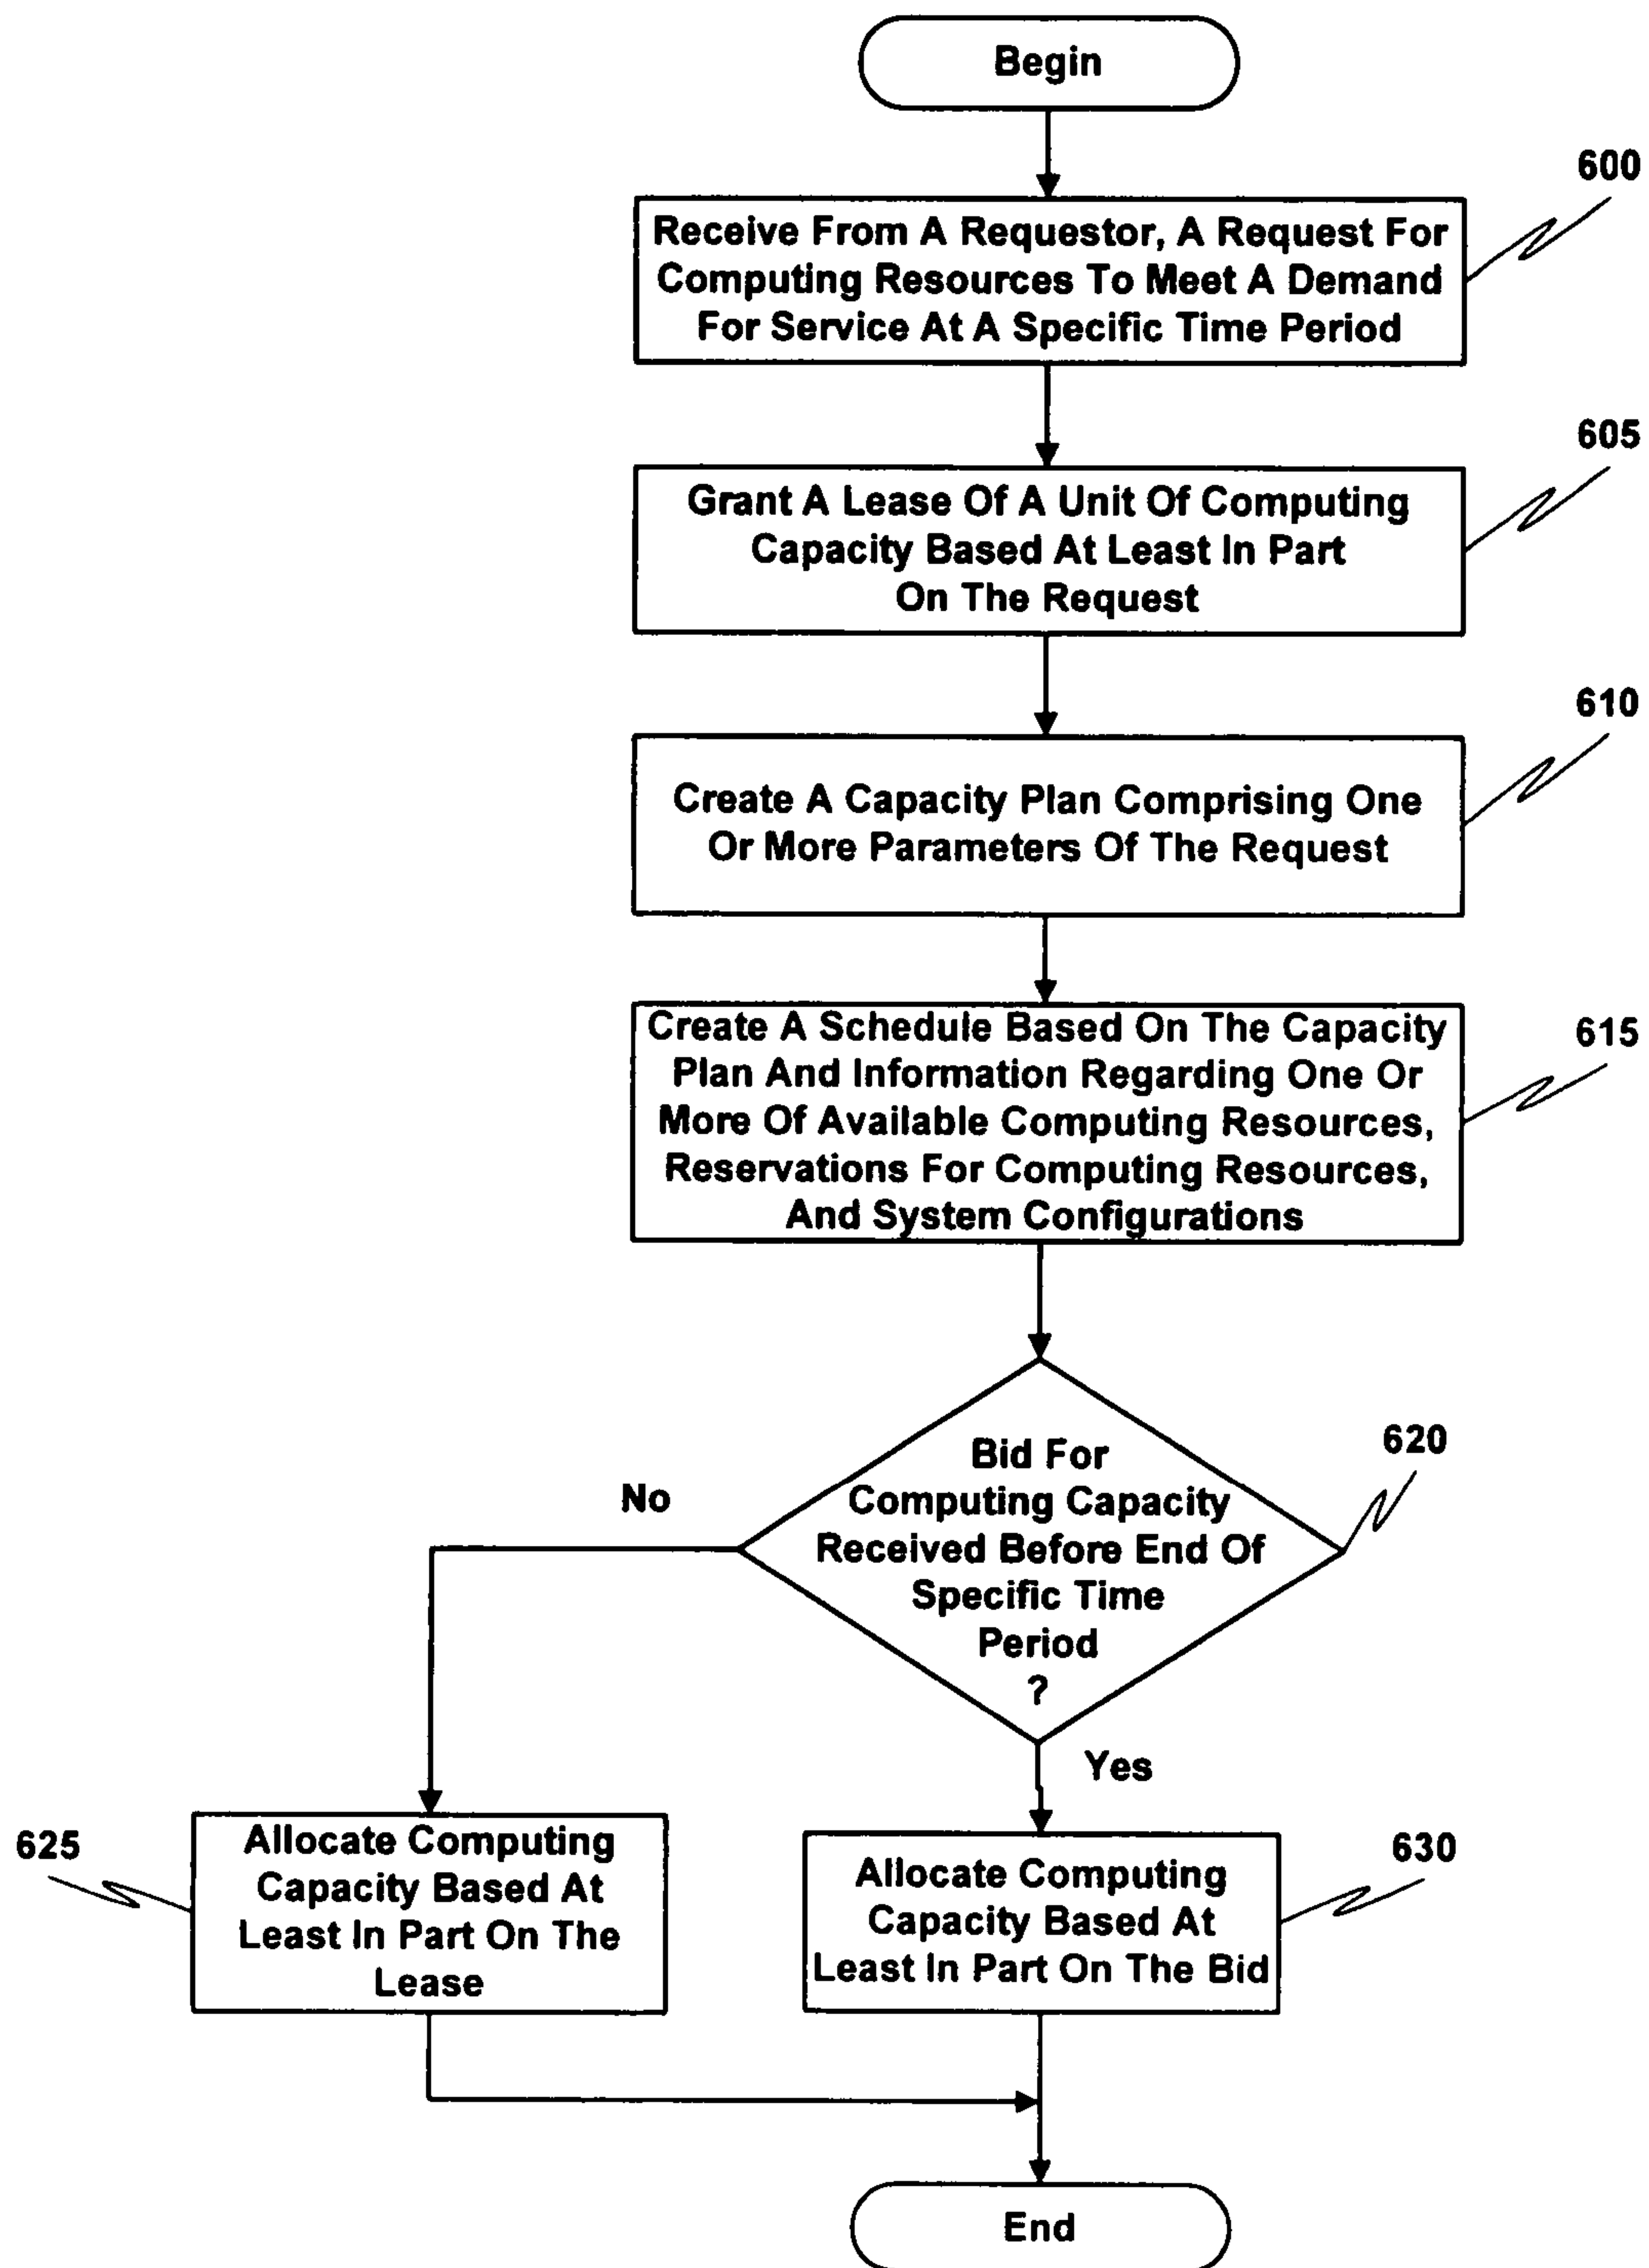 Begin
600
Receive From A Requestor, A Request For
Computing Resources To Meet A Demand
For Service At A Specific Time Period
605
Grant A Lease Of A Unit Of Computing
Capacity Based At Least In Part
On The Request
610
Create A Capacity Plan Comprising One
Or More Parameters Of The Request
615
Create A Schedule Based On The Capacity
Plan And Information Regarding One Or
More Of Available Computing Resources,
Reservations For Computing Resources,
And System Configurations
620
Bid For
Computing Capacity
Received Before End Of
Specific Time
Period
?
No
Yes
625
Allocate Computing
Capacity Based At
Least In Part On The
Lease
630
Allocate Computing
Capacity Based At
Least In Part On The Bid
End